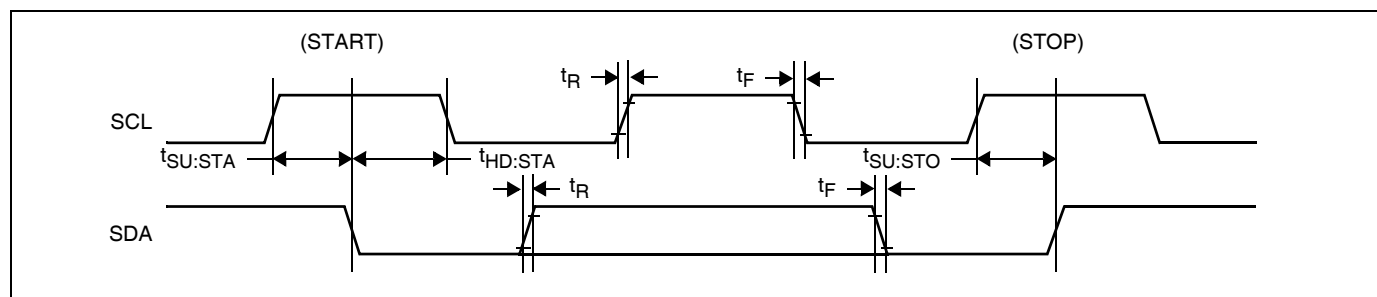 (START) (STOP)
tR tF
SCL
tSU:STA tHD:STA tSU:STO
tR tF
SDA